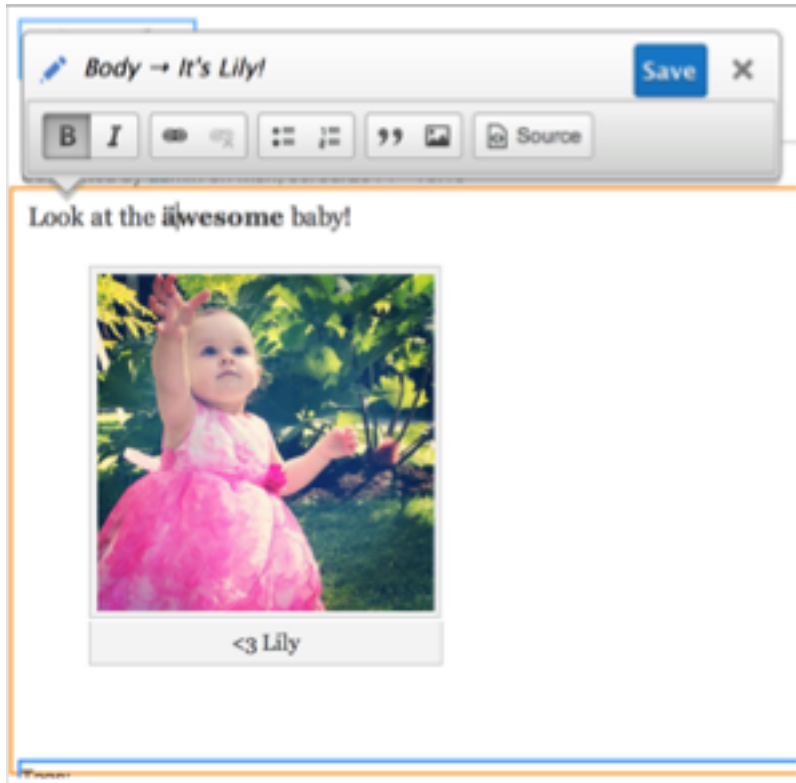 Body → It's Lily!
Save
B I
Source
Look at the awesome baby!
<3 Lily